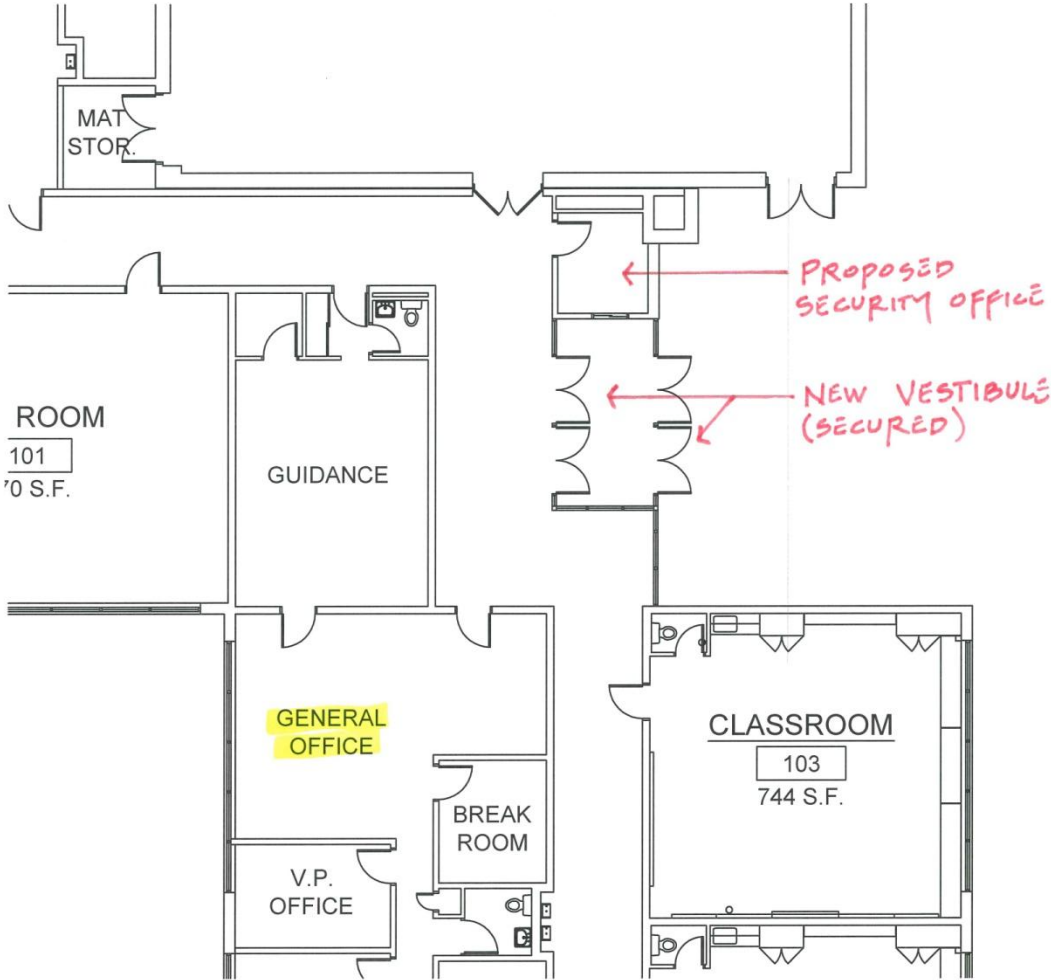 MAT
STOR.
PROPOSED
SECURITY OFFICE
NEW VESTIBULE
(SECURED)
ROOM
101
70 S.F.
GUIDANCE
GENERAL
OFFICE
CLASSROOM
103
744 S.F.
BREAK
ROOM
V.P.
OFFICE